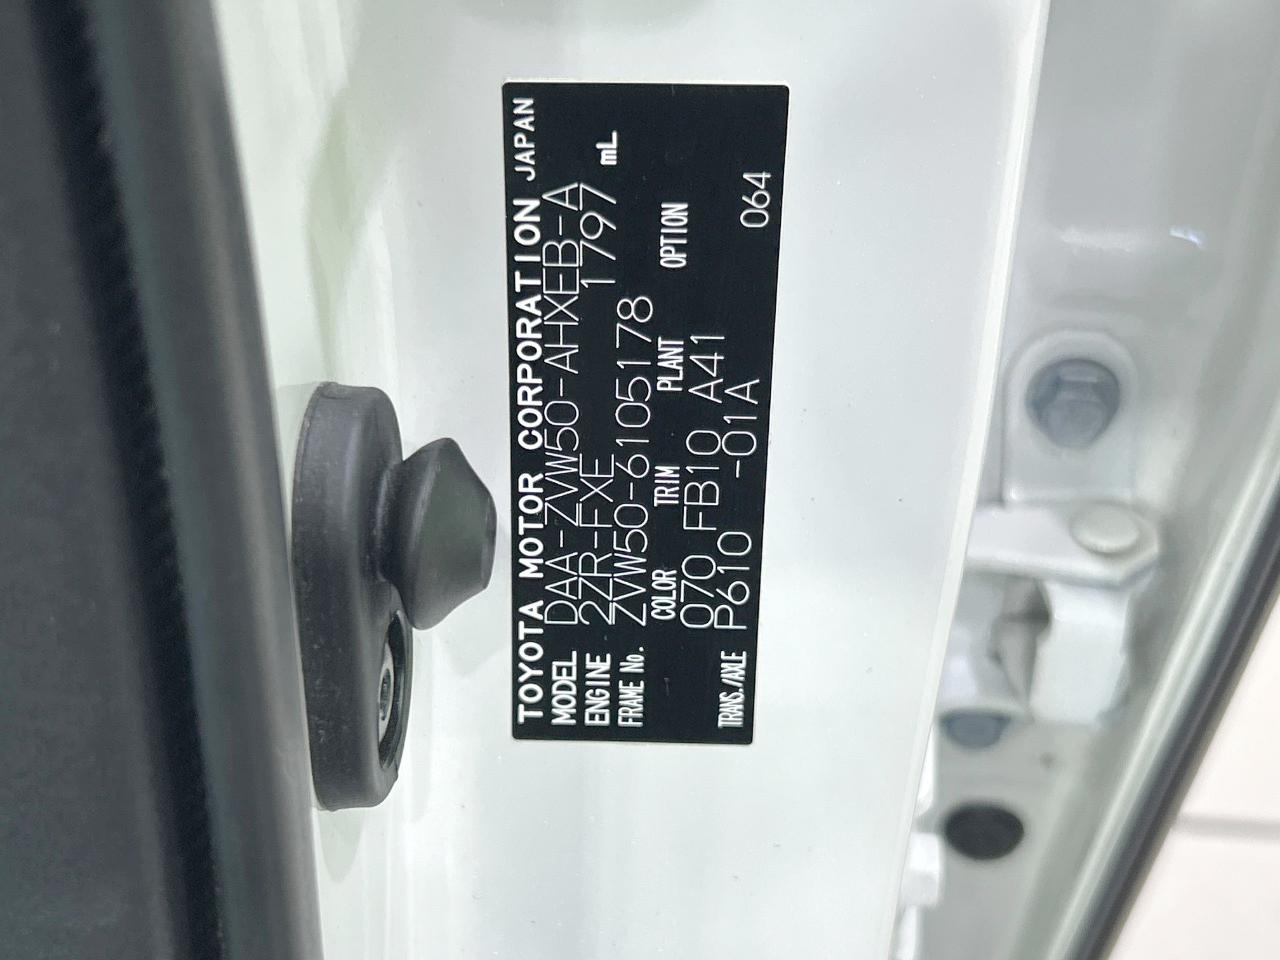 TOYOTA MOTOR CORPORATION JAPAN
MODEL DAA-ZVW50-AHXEB-A
ENGINE 2ZR-FXE 1797 mL
FRAME No. ZVW50-6105178
COLOR TRIM PLANT OPTION
070 FB10 A41
TRANS./AXLE P610 -01A 064